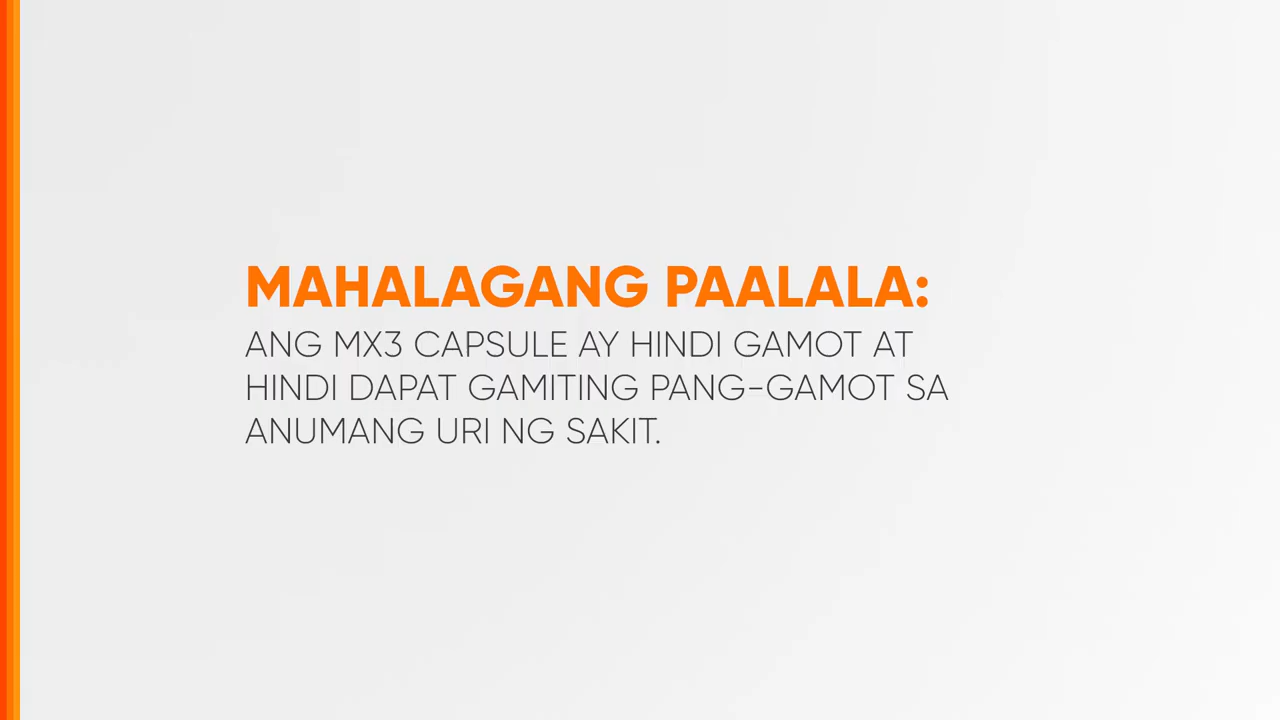 MAHALAGANG PAALALA:
ANG MX3 CAPSULE AY HINDI GAMOT AT
HINDI DAPAT GAMITING PANG-GAMOT SA
ANUMANG URI NG SAKIT.